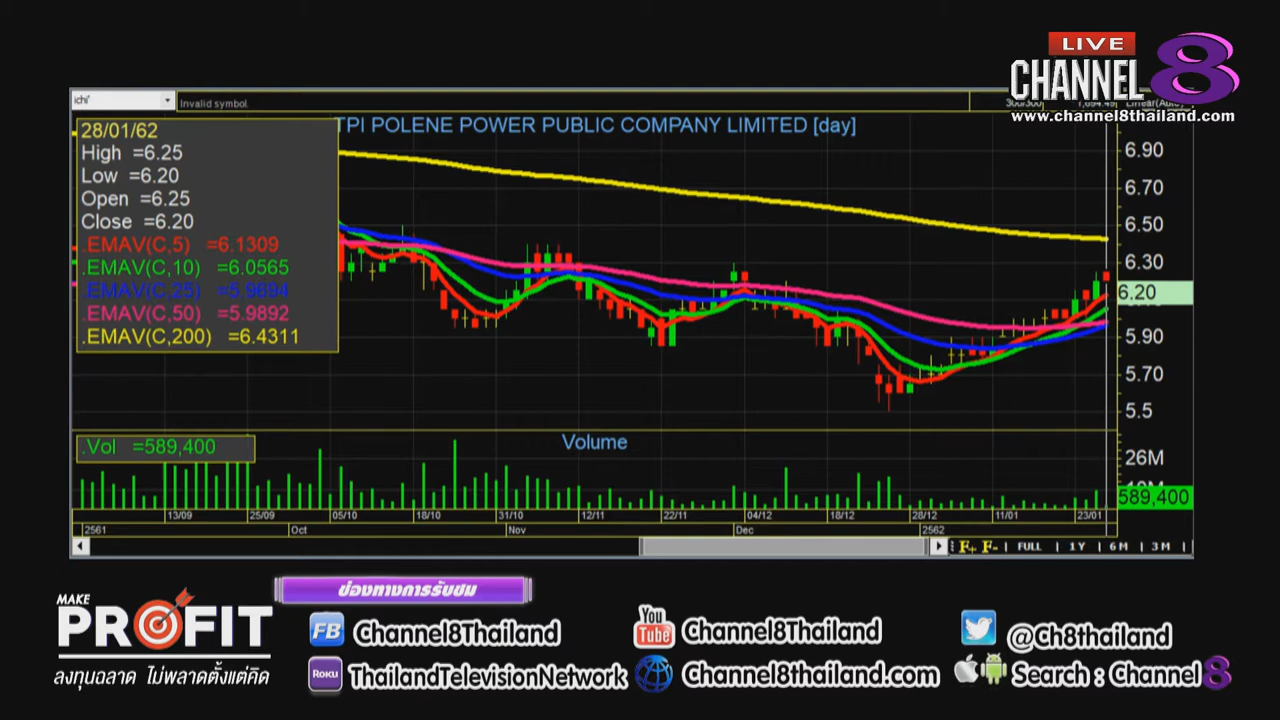 LIVE
CHANNEL 8
www.channel8thailand.com
ichi'
Invalid symbol
300/300
28/01/62
High =6.25
Low =6.20
Open =6.25
Close =6.20
.EMAV(C,5) =6.1309
.EMAV(C,10) =6.0565
.EMAV(C,25) =5.9694
.EMAV(C,50) =5.9892
.EMAV(C,200) =6.4311
TPI POLENE POWER PUBLIC COMPANY LIMITED [day]
6.90
6.70
6.50
6.30
6.20
5.90
5.70
5.5
.Vol =589,400
Volume
26M
589,400
13/09 25/09 05/10 18/10 31/10 12/11 22/11 04/12 18/12 28/12 11/01 23/01
2561 Oct Nov Dec 2562
F+ F- FULL 1Y 6M 3M
MAKE
PROFIT
ลงทุนฉลาด ไม่พลาดตั้งแต่คิด
ช่องทางการรับชม
FB Channel8Thailand
You Tube Channel8Thailand
@Ch8thailand
ROKU ThailandTelevisionNetwork
Channel8thailand.com
Search : Channel 8